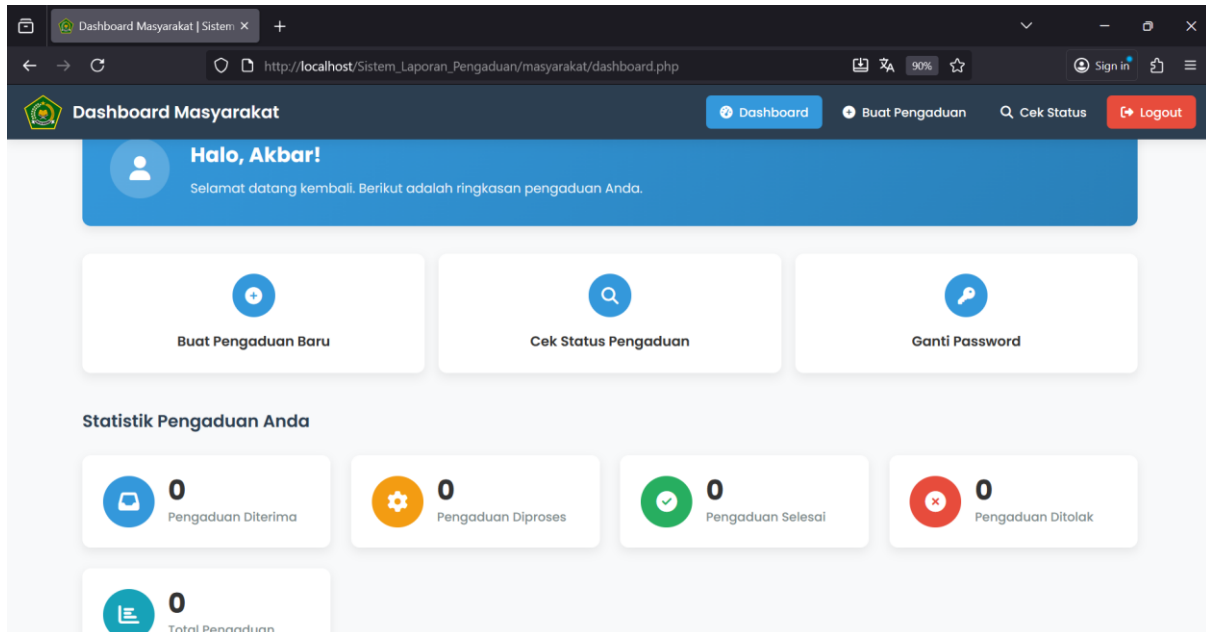 Dashboard Masyarakat | Sistem
http://localhost/Sistem_Laporan_Pengaduan/masyarakat/dashboard.php
90%
Sign in
Dashboard Masyarakat
Dashboard
Buat Pengaduan
Cek Status
Logout
Halo, Akbar!
Selamat datang kembali. Berikut adalah ringkasan pengaduan Anda.
Buat Pengaduan Baru
Cek Status Pengaduan
Ganti Password
Statistik Pengaduan Anda
0
Pengaduan Diterima
0
Pengaduan Diproses
0
Pengaduan Selesai
0
Pengaduan Ditolak
0
Total Pengaduan